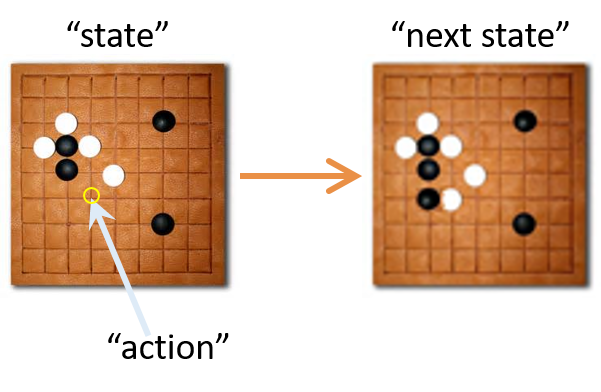 “state”
“next state”
“action”